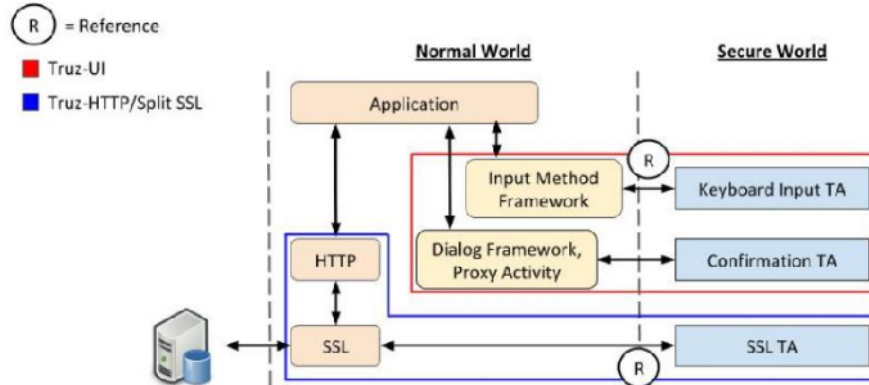 R = Reference
Truz-UI
Truz-HTTP/Split SSL
Normal World
Secure World
Application
R
Input Method
Framework
Keyboard Input TA
Dialog Framework,
Proxy Activity
Confirmation TA
HTTP
SSL
SSL TA
R